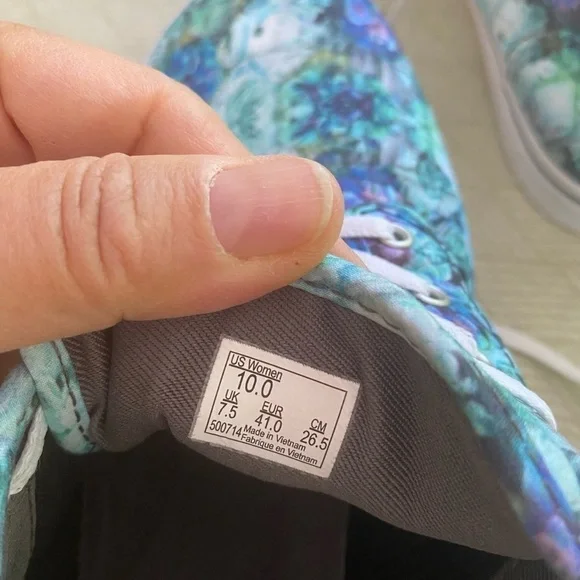 US Women
10.0
UK EUR CM
7.5 41.0 26.5
500714 Made in Vietnam
Fabrique en Vietnam